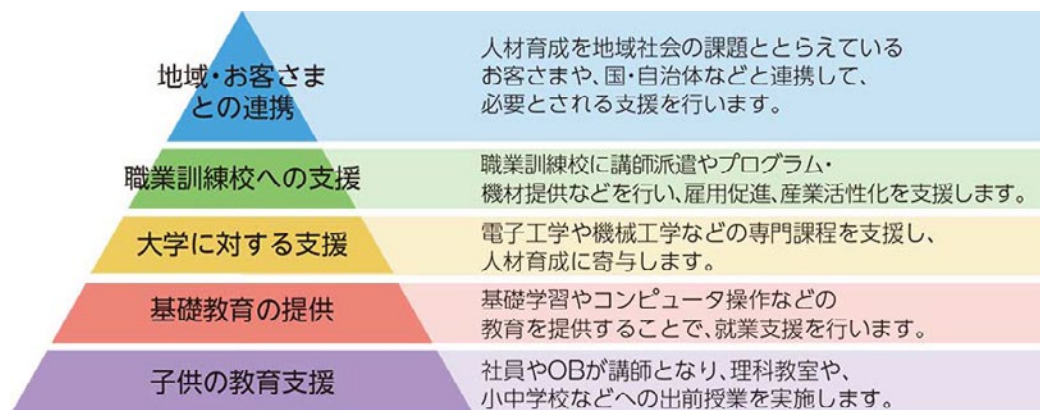 地域・お客さま
との連携
人材育成を地域社会の課題ととらえている
お客さまや、国・自治体などと連携して、
必要とされる支援を行います。
職業訓練校への支援
職業訓練校に講師派遣やプログラム・
機材提供などを行い、雇用促進、産業活性化を支援します。
大学に対する支援
電子工学や機械工学などの専門課程を支援し、
人材育成に寄与します。
基礎教育の提供
基礎学習やコンピュータ操作などの
教育を提供することで、就業支援を行います。
子供の教育支援
社員やOBが講師となり、理科教室や、
小中学校などへの出前授業を実施します。